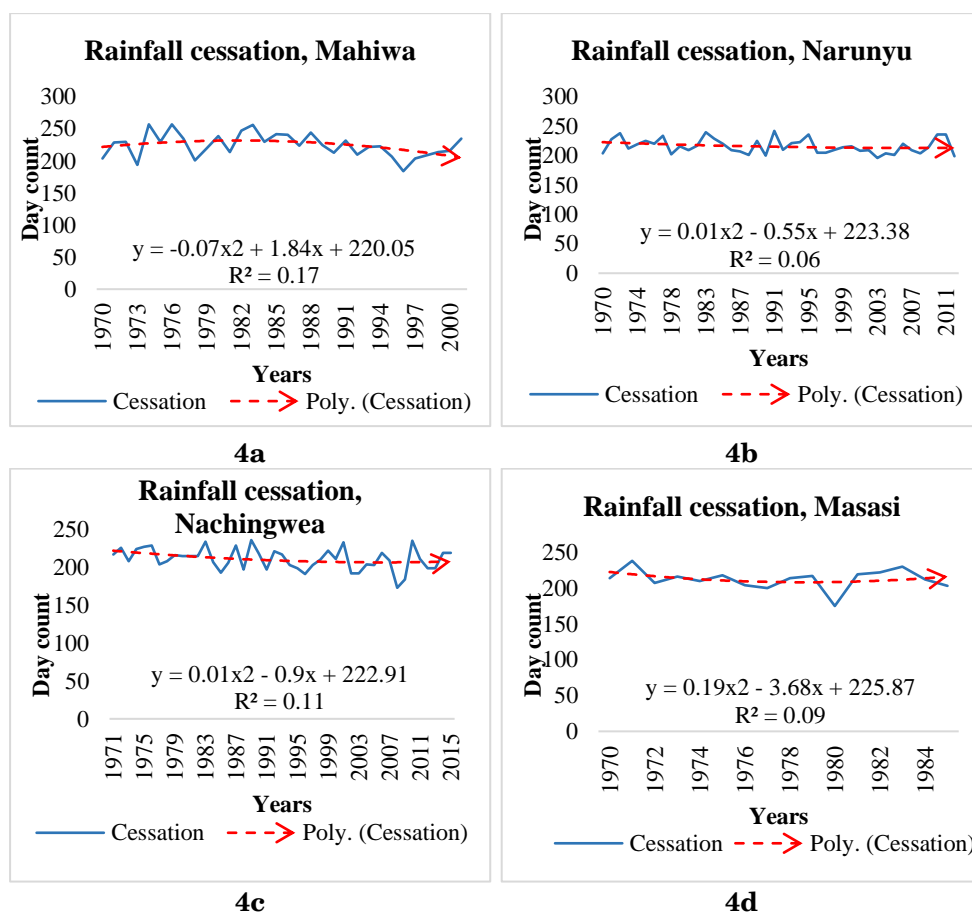 Rainfall cessation, Mahiwa
300
250
200
150
100
50
0
Day count
y = -0.07x2 + 1.84x + 220.05
R² = 0.17
1970
1973
1976
1979
1982
1985
1988
1991
1994
1997
2000
Years
Cessation
Poly. (Cessation)
4a
Rainfall cessation, Narunyu
300
250
200
150
100
50
0
Day count
y = 0.01x2 - 0.55x + 223.38
R² = 0.06
1970
1974
1978
1983
1987
1991
1995
1999
2003
2007
2011
Years
Cessation
Poly. (Cessation)
4b
Rainfall cessation,
Nachingwea
250
200
150
100
50
0
Day count
y = 0.01x2 - 0.9x + 222.91
R² = 0.11
1971
1975
1979
1983
1987
1991
1995
1999
2003
2007
2011
2015
Years
Cessation
Poly. (Cessation)
4c
Rainfall cessation, Masasi
250
200
150
100
50
0
Day count
y = 0.19x2 - 3.68x + 225.87
R² = 0.09
1970
1972
1974
1976
1978
1980
1982
1984
Years
Cessation
Poly. (Cessation)
4d